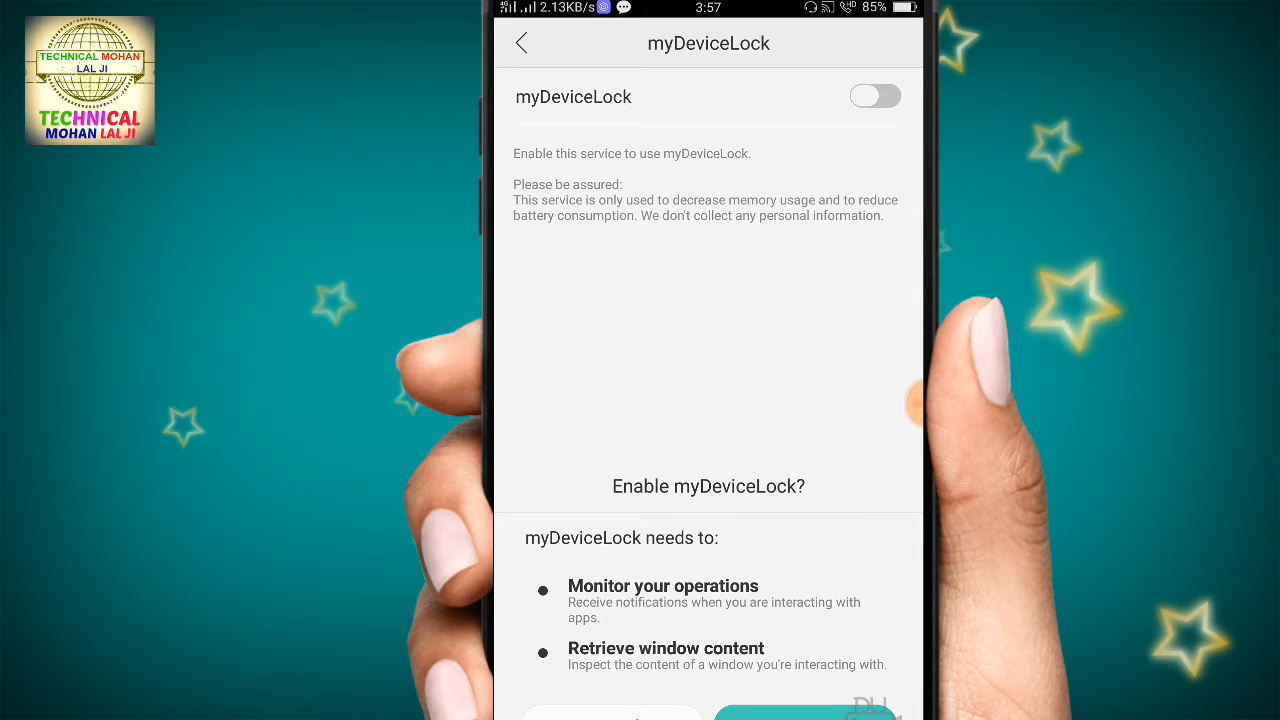 TECHNICAL MOHAN
LAL JI
TECHNICAL
MOHAN LAL JI
2.13KB/s 3:57 85%
myDeviceLock
myDeviceLock
Enable this service to use myDeviceLock.
Please be assured:
This service is only used to decrease memory usage and to reduce
battery consumption. We don't collect any personal information.
Enable myDeviceLock?
myDeviceLock needs to:
Monitor your operations
Receive notifications when you are interacting with
apps.
Retrieve window content
Inspect the content of a window you're interacting with.
DU